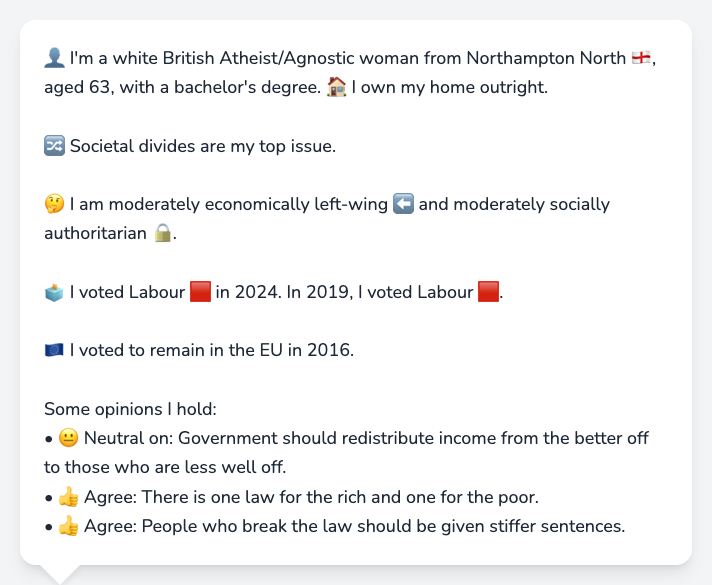 👤 I'm a white British Atheist/Agnostic woman from Northampton North 🏴󠁧󠁢󠁥󠁮󠁧󠁿,
aged 63, with a bachelor's degree. 🏠 I own my home outright.
🔀 Societal divides are my top issue.
🤔 I am moderately economically left-wing ⬅️ and moderately socially
authoritarian 🔒.
🗳️ I voted Labour 🟥 in 2024. In 2019, I voted Labour 🟥.
🇪🇺 I voted to remain in the EU in 2016.
Some opinions I hold:
• 😐 Neutral on: Government should redistribute income from the better off
to those who are less well off.
• 👍 Agree: There is one law for the rich and one for the poor.
• 👍 Agree: People who break the law should be given stiffer sentences.